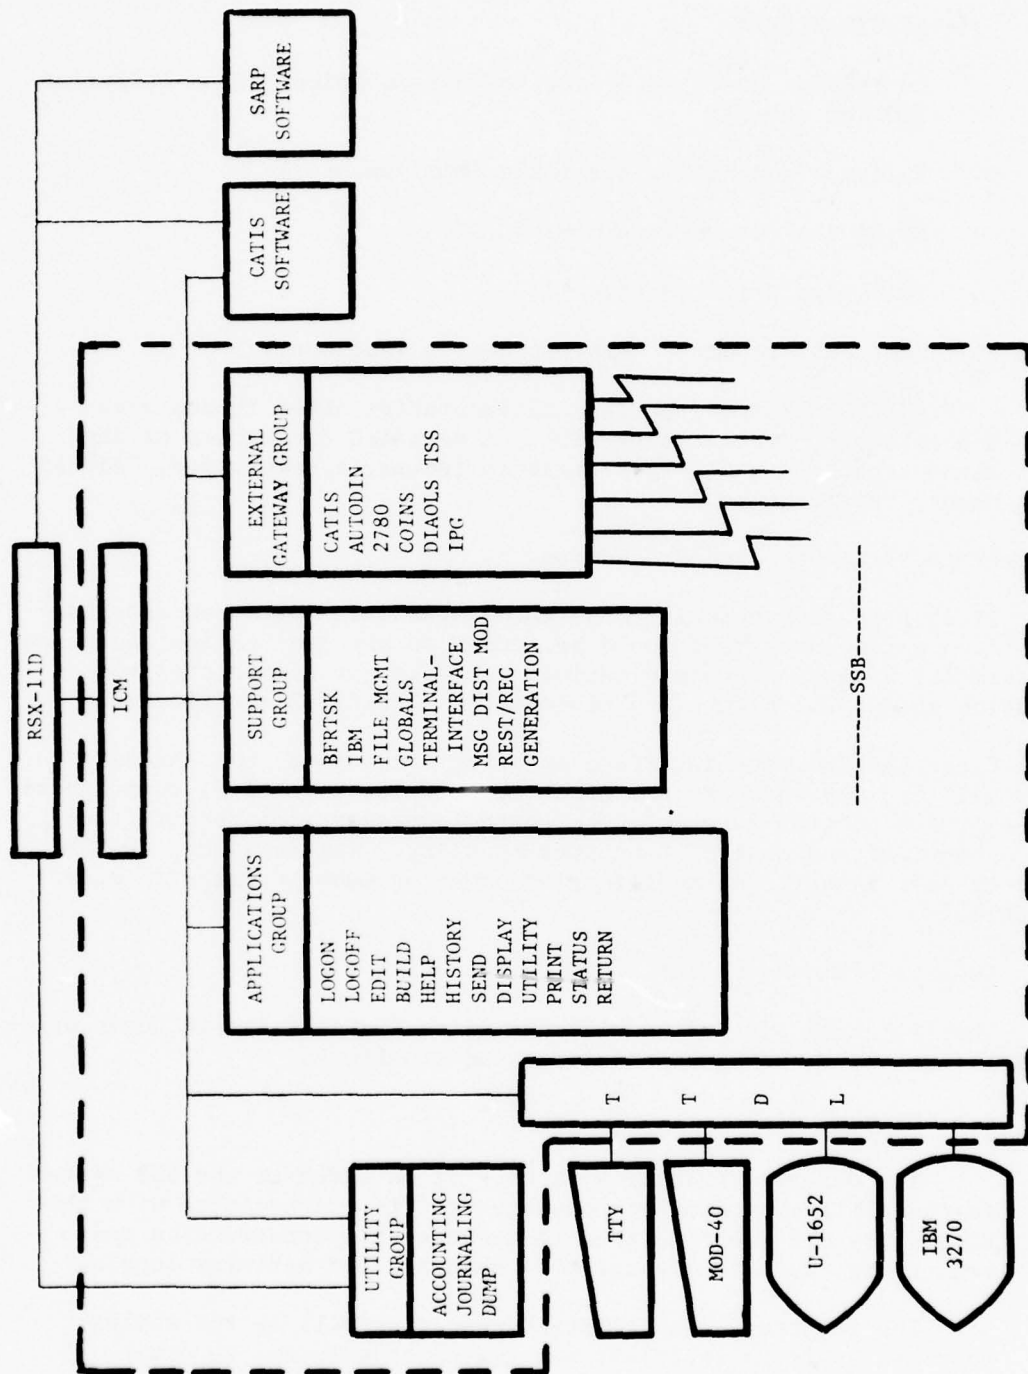 RSX-11D
ICM
UTILITY
GROUP
ACCOUNTING
JOURNALING
DUMP
APPLICATIONS
GROUP
LOGON
LOGOFF
EDIT
BUILD
HELP
HISTORY
SEND
DISPLAY
UTILITY
PRINT
STATUS
RETURN
SUPPORT
GROUP
BFRTSK
IBM
FILE MGMT
GLOBALS
TERMINAL-
INTERFACE
MSG DIST MOD
REST/REC
GENERATION
EXTERNAL
GATEWAY GROUP
CATIS
AUTODIN
2780
COINS
DIAOLS TSS
IPG
CATIS
SOFTWARE
SARP
SOFTWARE
T
T
D
L
TTY
MOD-40
U-1652
IBM
3270
----------SSB----------